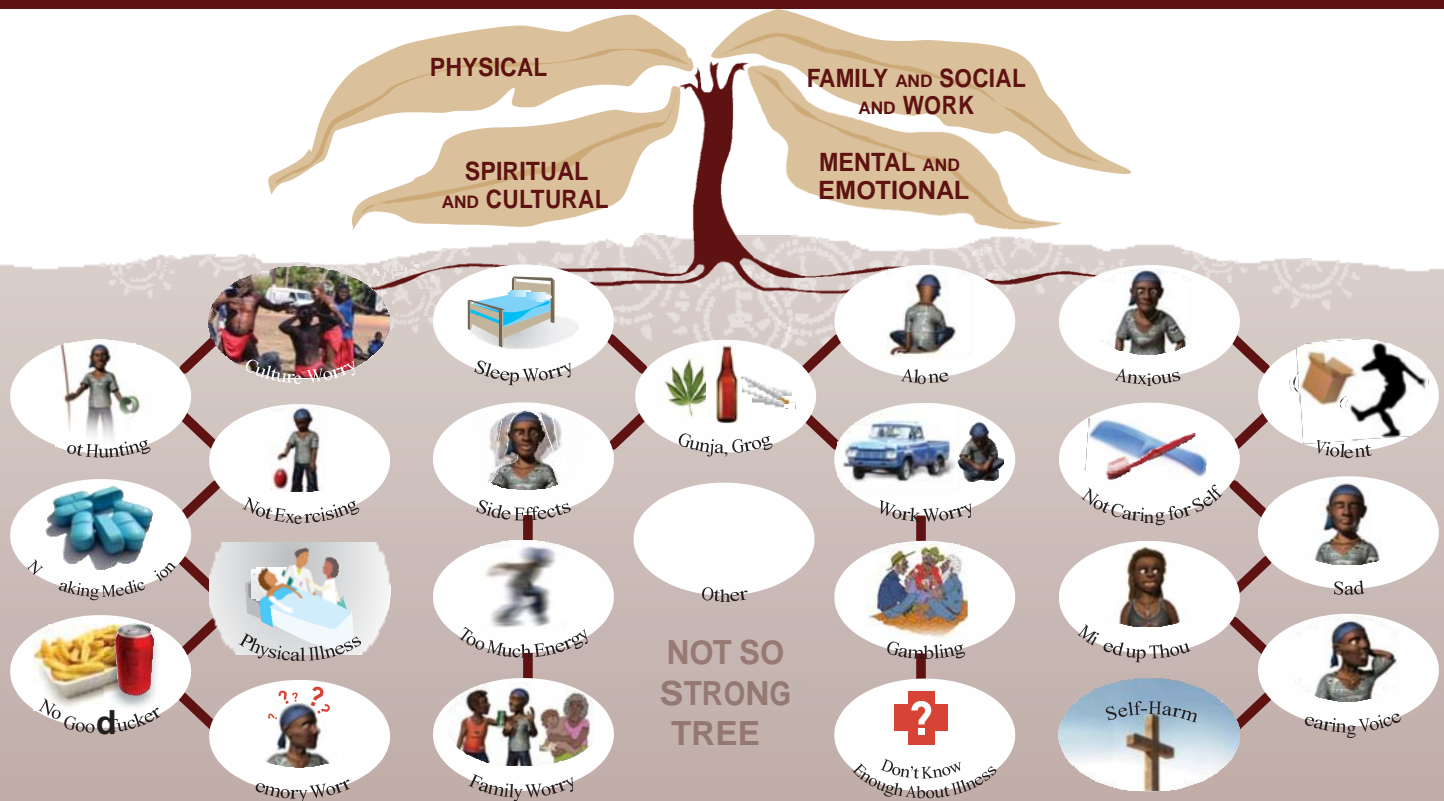 PHYSICAL
FAMILY AND SOCIAL
AND WORK
SPIRITUAL
AND CULTURAL
MENTAL AND
EMOTIONAL
Culture Worry
Sleep Worry
Alone
Anxious
ot Hunting
Gunja, Grog
Violent
Not Exercising
Side Effects
Work Worry
Not Caring for Self
N aking Medic ion
Other
Sad
Physical Illness
Too Much Energy
Gambling
Mi ed up Thou
NOT SO
STRONG
TREE
No Good ucker
Self-Harm
earing Voice
? ? ? ?
emory Worr
Family Worry
?
Don't Know
Enough About Illness